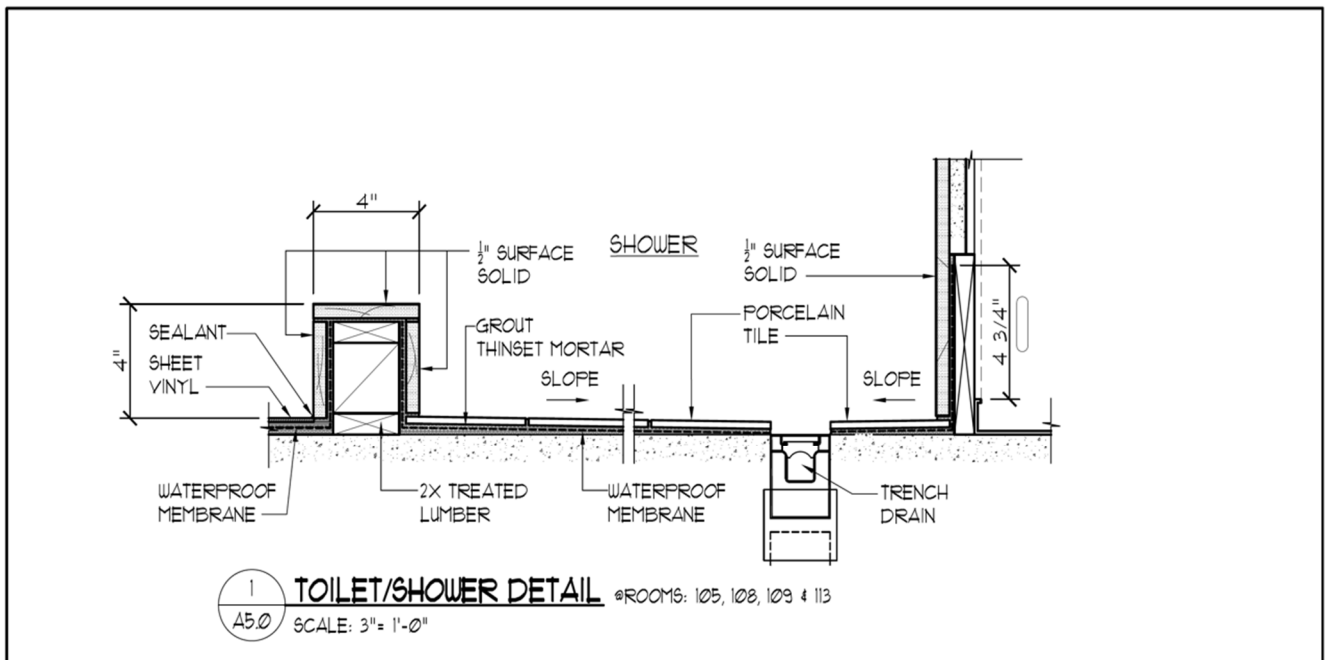 4"
½" SURFACE
SOLID
SHOWER
½" SURFACE
SOLID
4"
SEALANT
SHEET
VINYL
GROUT
THINSET MORTAR
SLOPE
PORCELAIN
TILE
SLOPE
4 3/4"
WATERPROOF
MEMBRANE
2X TREATED
LUMBER
WATERPROOF
MEMBRANE
TRENCH
DRAIN
1
A5.0
TOILET/SHOWER DETAIL @ROOMS: 105, 108, 109 & 113
SCALE: 3"= 1'-0"